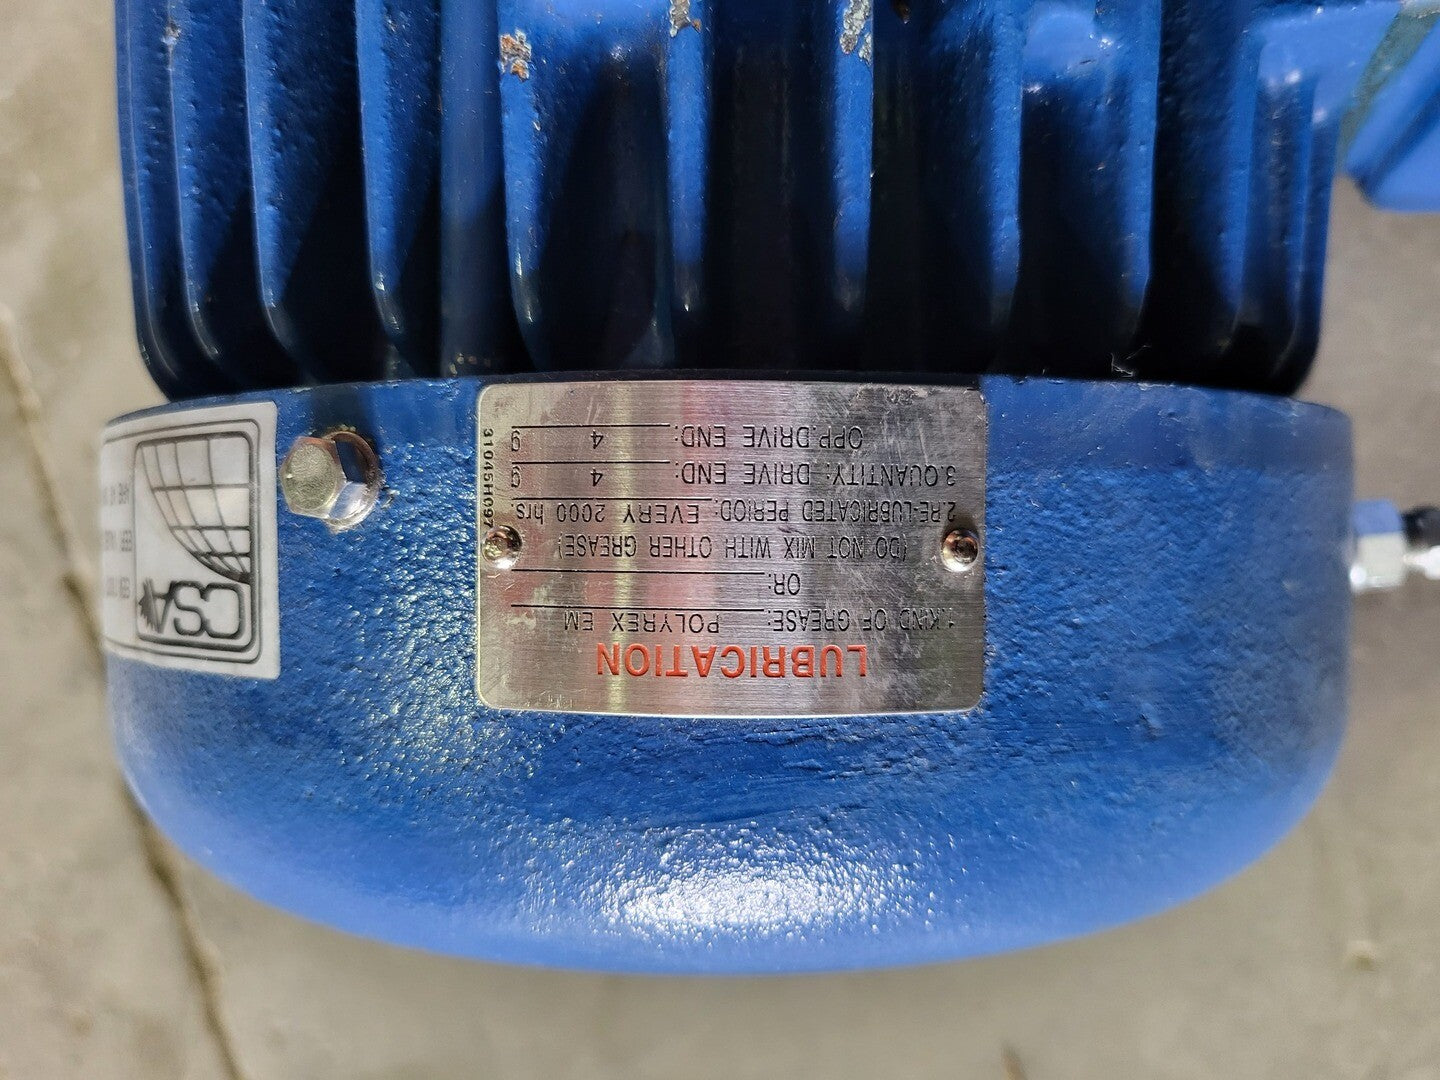 LUBRICATION
1.KIND OF GREASE: POLYREX EM
OR:
(DO NOT MIX WITH OTHER GREASE)
2.RE-LUBRICATED PERIOD: EVERY 2000 hrs.
3.QUANTITY: DRIVE END: 4 g
OPP.DRIVE END: 4 g
31045H097
CSA